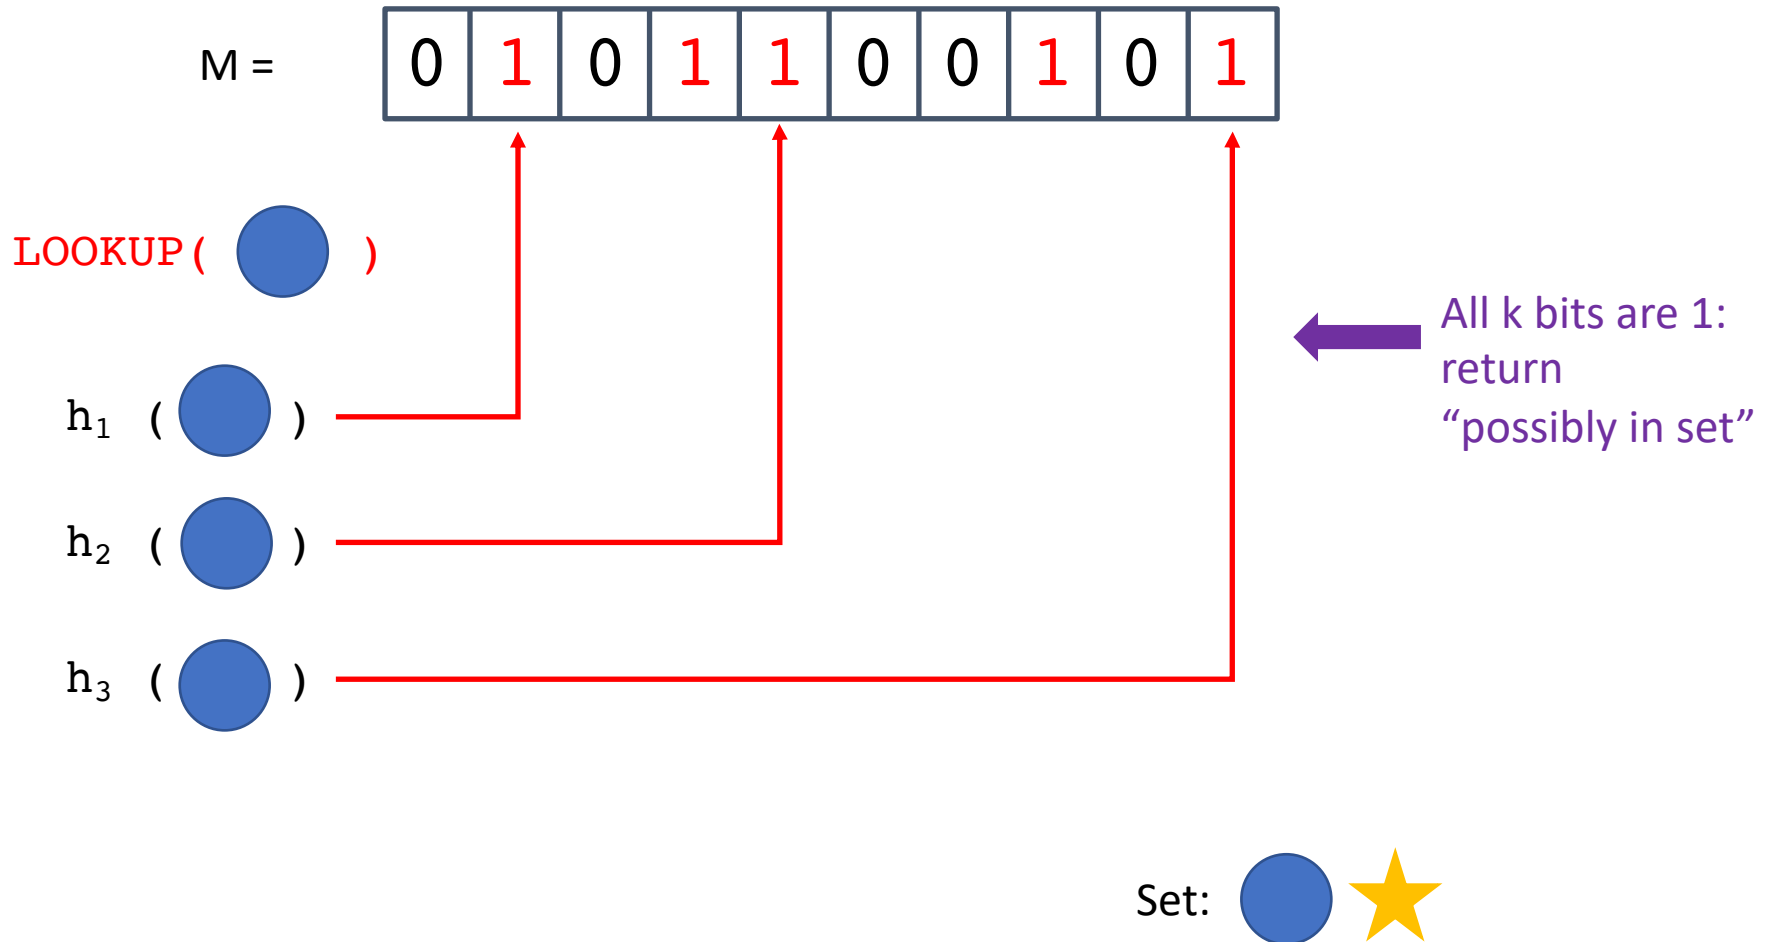 M = 0 1 0 1 1 0 0 1 0 1
LOOKUP( )
All k bits are 1:
return
“possibly in set”
h₁ ( )
h₂ ( )
h₃ ( )
Set: